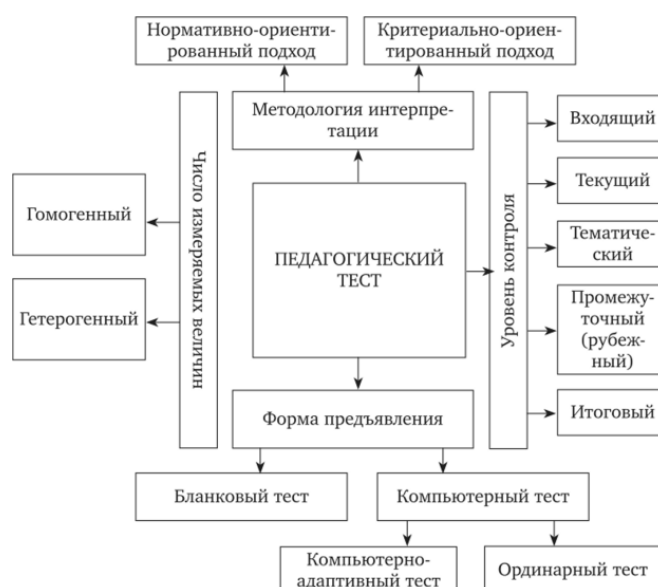 Нормативно-ориенти-
рованный подход
Критериально-ориен-
тированный подход
Методология интерпре-
тации
Число измеряемых величин
Гомогенный
Гетерогенный
ПЕДАГОГИЧЕСКИЙ
ТЕСТ
Уровень контроля
Входящий
Текущий
Тематиче-
ский
Промежу-
точный
(рубеж-
ный)
Итоговый
Форма предъявления
Бланковый тест
Компьютерный тест
Компьютерно-
адаптивный тест
Ординарный тест